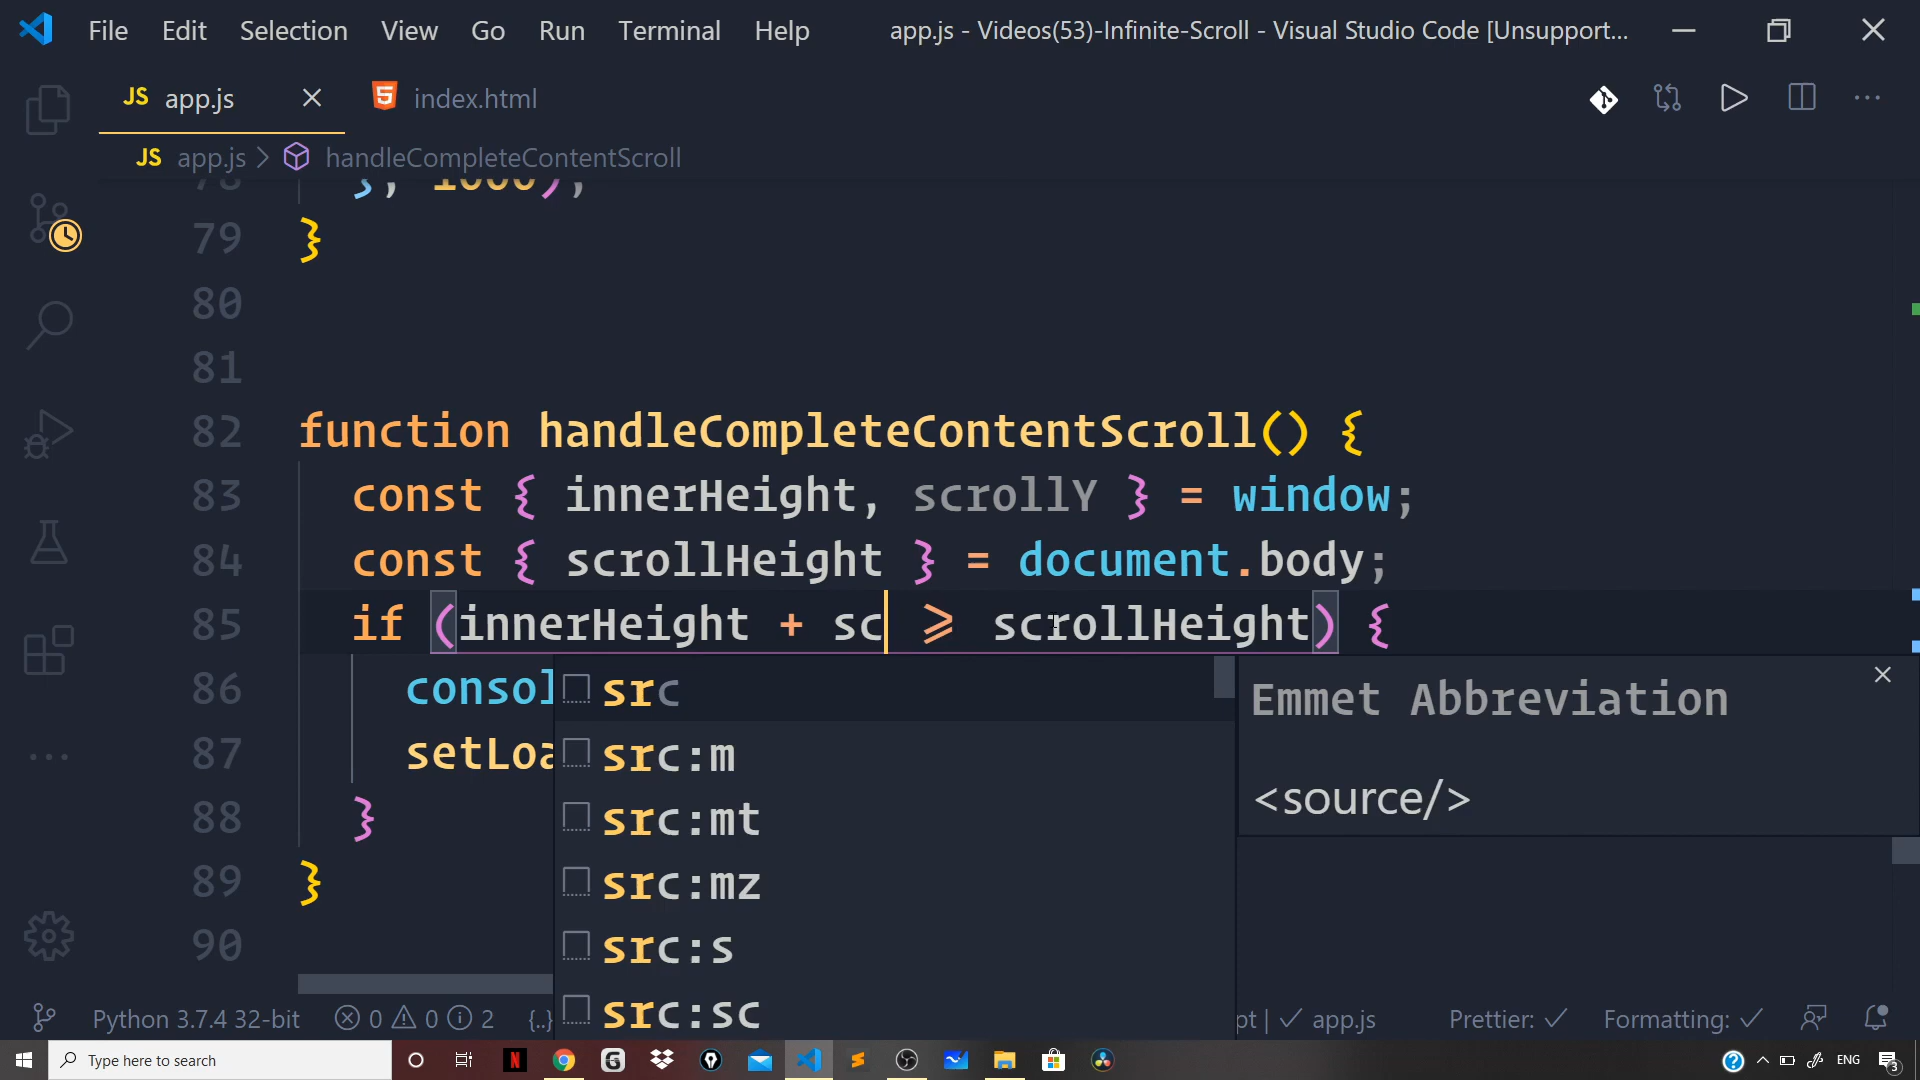 File Edit Selection View Go Run Terminal Help app.js - Videos(53)-Infinite-Scroll - Visual Studio Code [Unsupport...
JS app.js index.html
JS app.js > handleCompleteContentScroll
78 }, 1000);
79 }
80
81
82 function handleCompleteContentScroll() {
83 const { innerHeight, scrollY } = window;
84 const { scrollHeight } = document.body;
85 if (innerHeight + sc >= scrollHeight) {
86 consol
87 setLoa
88 }
89 }
90
src
src:m
src:mt
src:mz
src:s
src:sc
Emmet Abbreviation
<source/>
Python 3.7.4 32-bit 0 0 2 {..} pt | ✓ app.js Prettier: ✓ Formatting: ✓
Type here to search N G ENG 3